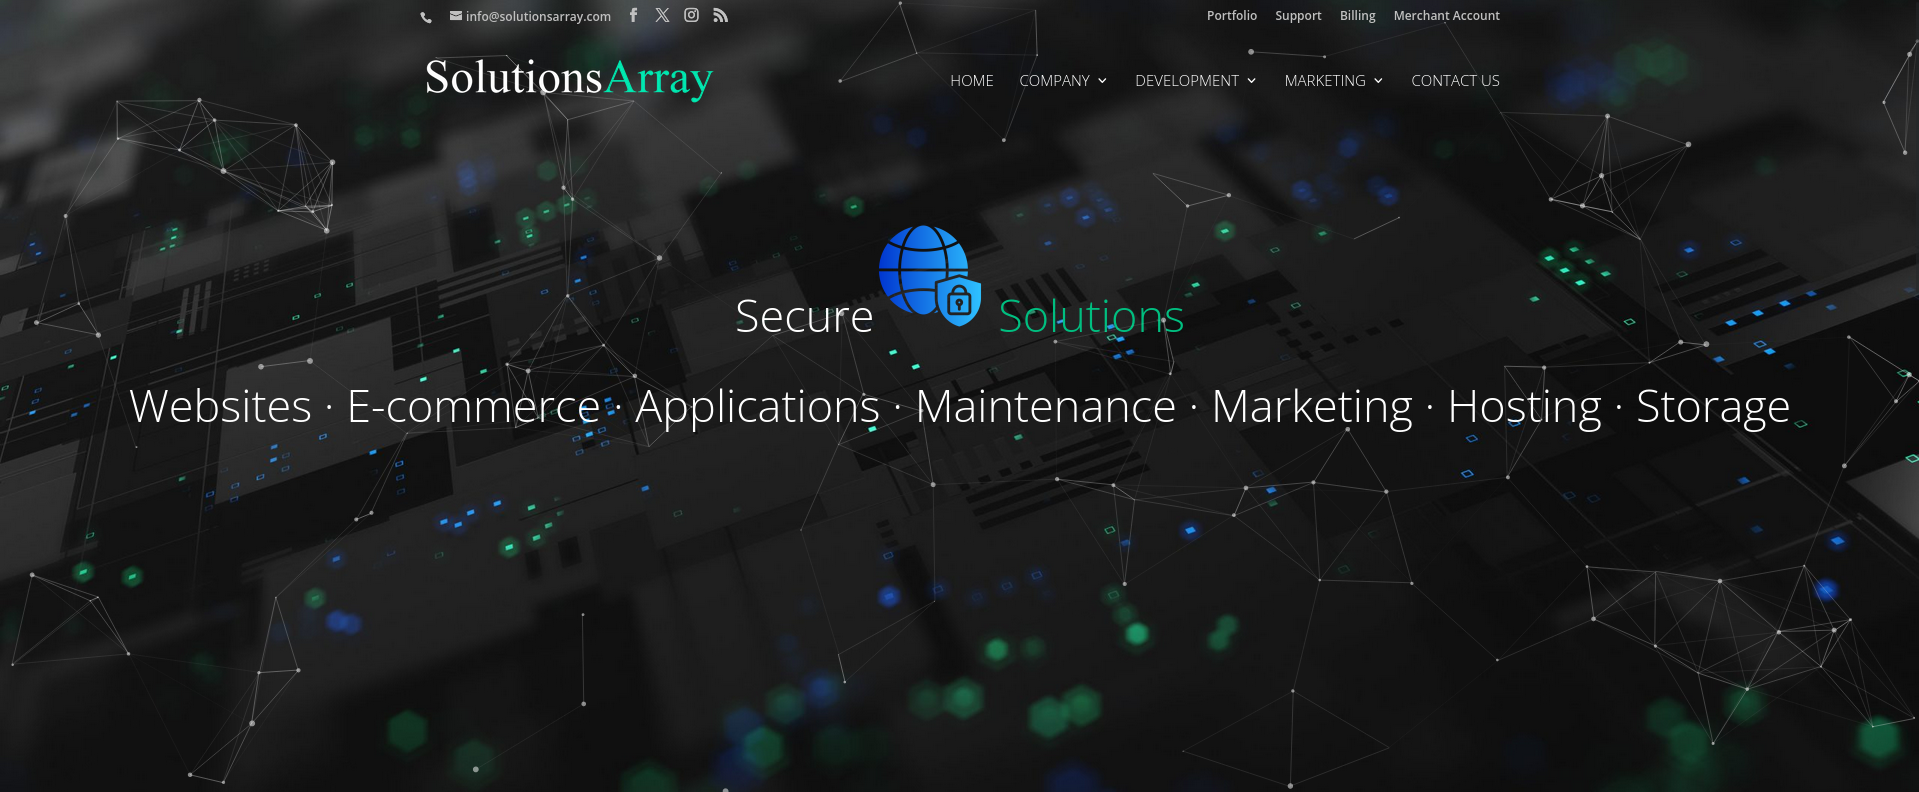 info@solutionsarray.com
Portfolio Support Billing Merchant Account
SolutionsArray
HOME COMPANY DEVELOPMENT MARKETING CONTACT US
Secure Solutions
Websites · E-commerce · Applications · Maintenance · Marketing · Hosting · Storage